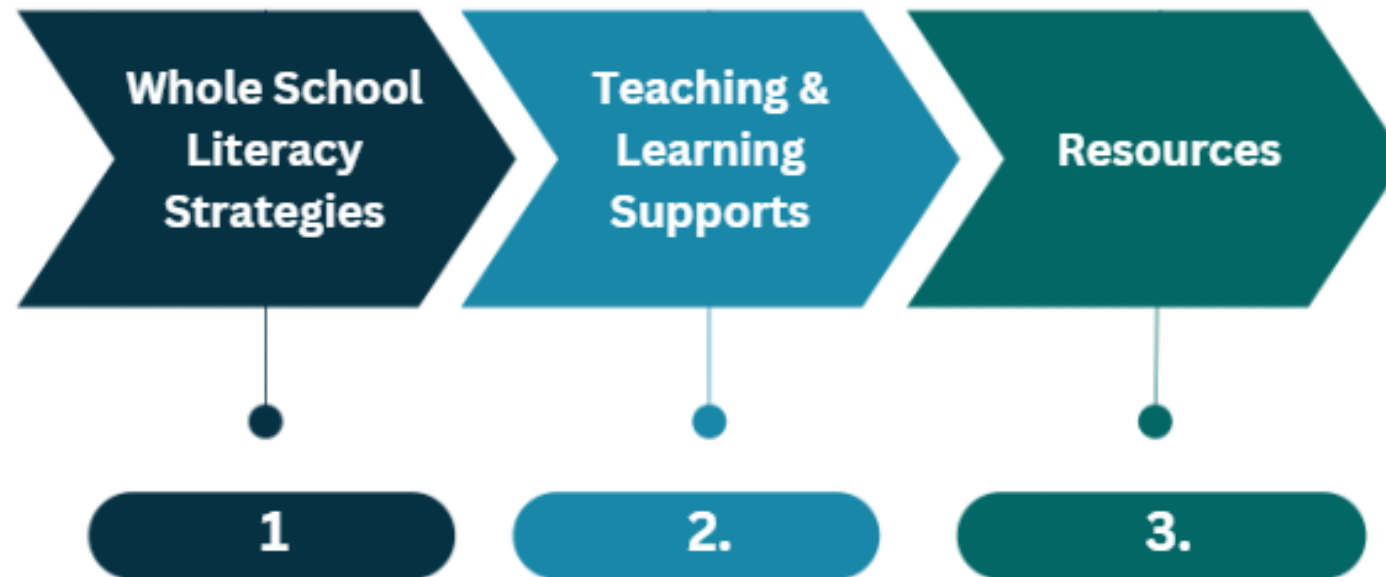 Whole School
Literacy
Strategies
Teaching &
Learning
Supports
Resources
1
2.
3.